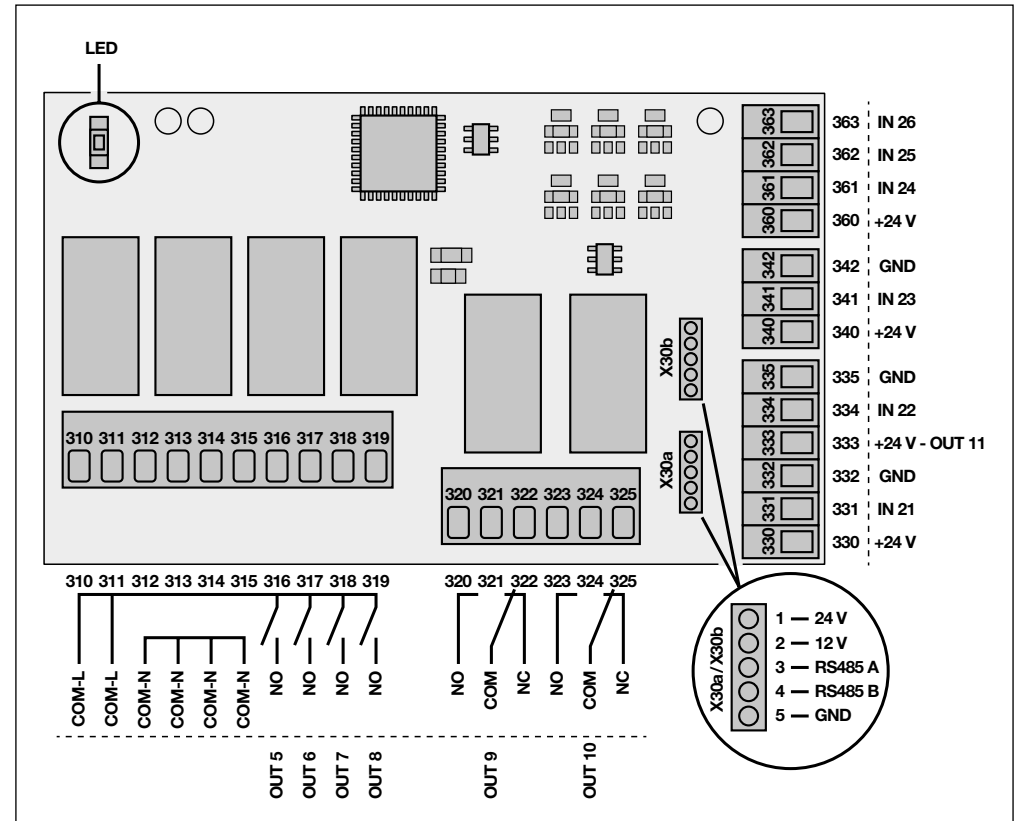 LED
363 363 IN 26
362 362 IN 25
361 361 IN 24
360 360 +24 V
342 342 GND
341 341 IN 23
340 340 +24 V
X30b
335 335 GND
334 334 IN 22
333 333 +24 V - OUT 11
332 332 GND
331 331 IN 21
330 330 +24 V
X30a
310 311 312 313 314 315 316 317 318 319
320 321 322 323 324 325
310 311 312 313 314 315 316 317 318 319
320 321 322 323 324 325
COM-L COM-L COM-N COM-N COM-N COM-N NO NO NO NO
NO COM NC NO COM NC
OUT 5 OUT 6 OUT 7 OUT 8
OUT 9 OUT 10
X30a/X30b
1 — 24 V
2 — 12 V
3 — RS485 A
4 — RS485 B
5 — GND